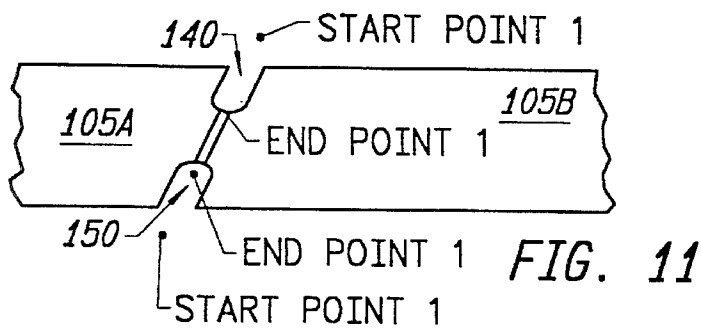 140
START POINT 1
105A
105B
END POINT 1
150
END POINT 1
START POINT 1
FIG. 11